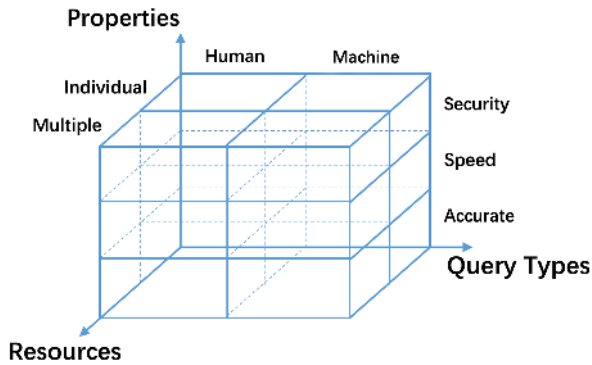 Properties
Human
Machine
Individual
Multiple
Security
Speed
Accurate
Query Types
Resources